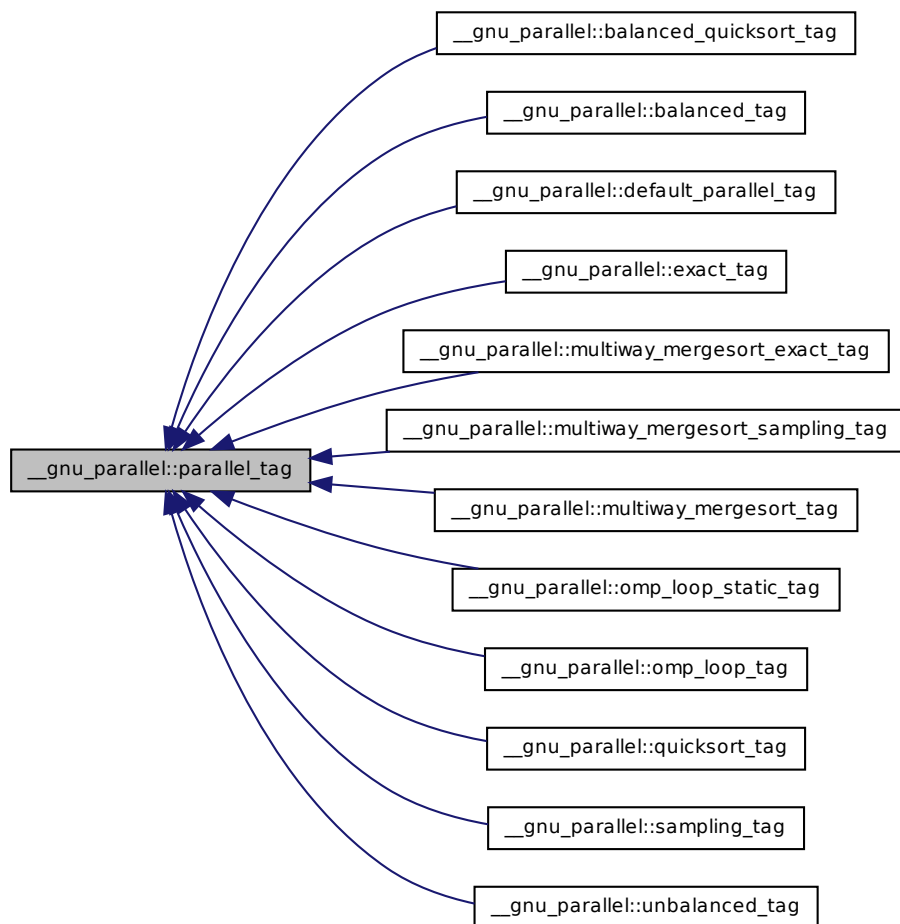 __gnu_parallel::balanced_quicksort_tag
__gnu_parallel::balanced_tag
__gnu_parallel::default_parallel_tag
__gnu_parallel::exact_tag
__gnu_parallel::multiway_mergesort_exact_tag
__gnu_parallel::multiway_mergesort_sampling_tag
__gnu_parallel::parallel_tag
__gnu_parallel::multiway_mergesort_tag
__gnu_parallel::omp_loop_static_tag
__gnu_parallel::omp_loop_tag
__gnu_parallel::quicksort_tag
__gnu_parallel::sampling_tag
__gnu_parallel::unbalanced_tag